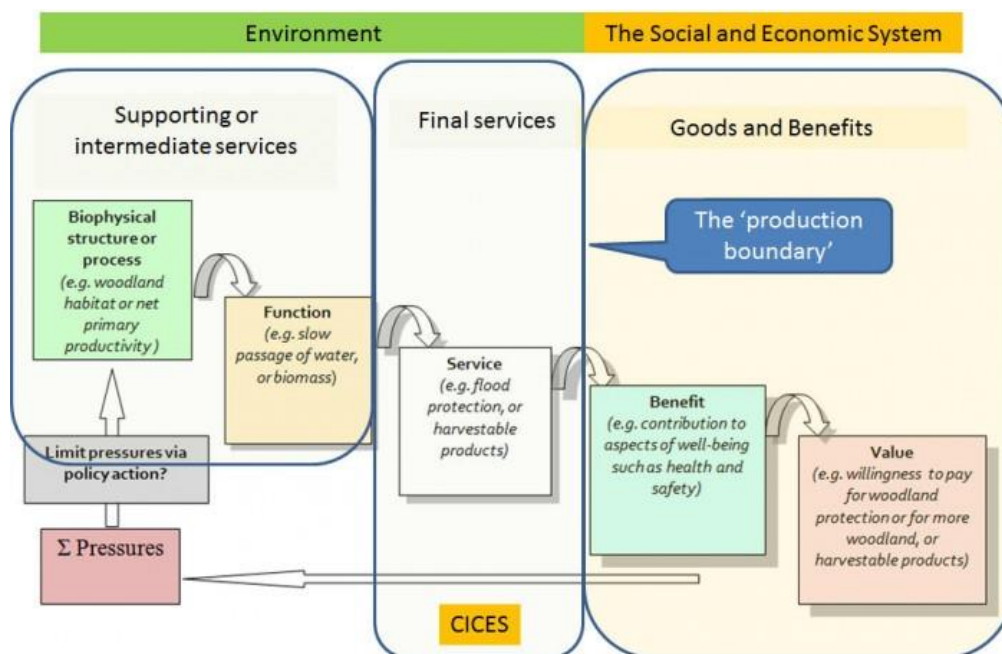 Environment
The Social and Economic System
Supporting or
intermediate services
Final services
Goods and Benefits
The ‘production
boundary’
Biophysical
structure or
process
(e.g. woodland
habitat or net
primary
productivity )
Function
(e.g. slow
passage of water,
or biomass)
Service
(e.g. flood
protection, or
harvestable
products)
Benefit
(e.g. contribution to
aspects of well-being
such as health and
safety)
Value
(e.g. willingness to pay
for woodland
protection or for more
woodland, or
harvestable products)
Limit pressures via
policy action?
Σ Pressures
CICES